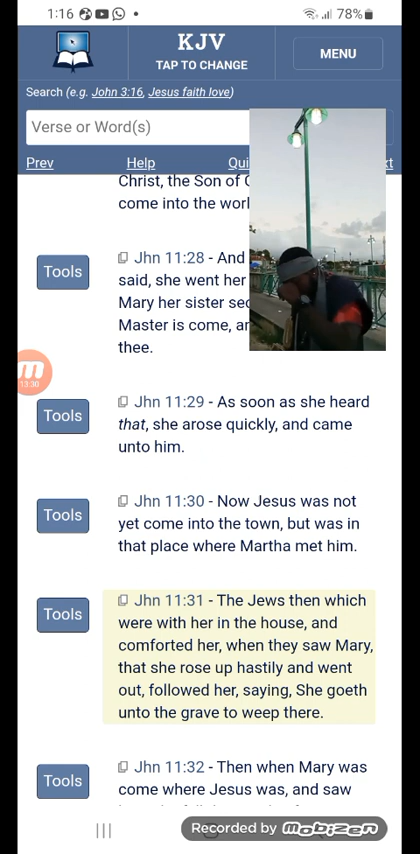 1:16
78%
KJV
TAP TO CHANGE
MENU
Search (e.g. John 3:16, Jesus faith love)
Verse or Word(s)
Prev
Help
Christ, the Son of
come into the
Tools
Jhn 11:28 - And
said, she went her
Mary her sister
Master is come,
thee.
13:30
Tools
Jhn 11:29 - As soon as she heard
that, she arose quickly, and came
unto him.
Tools
Jhn 11:30 - Now Jesus was not
yet come into the town, but was in
that place where Martha met him.
Tools
Jhn 11:31 - The Jews then which
were with her in the house, and
comforted her, when they saw Mary,
that she rose up hastily and went
out, followed her, saying, She goeth
unto the grave to weep there.
Tools
Jhn 11:32 - Then when Mary was
come where Jesus was, and saw
Recorded by mobizen